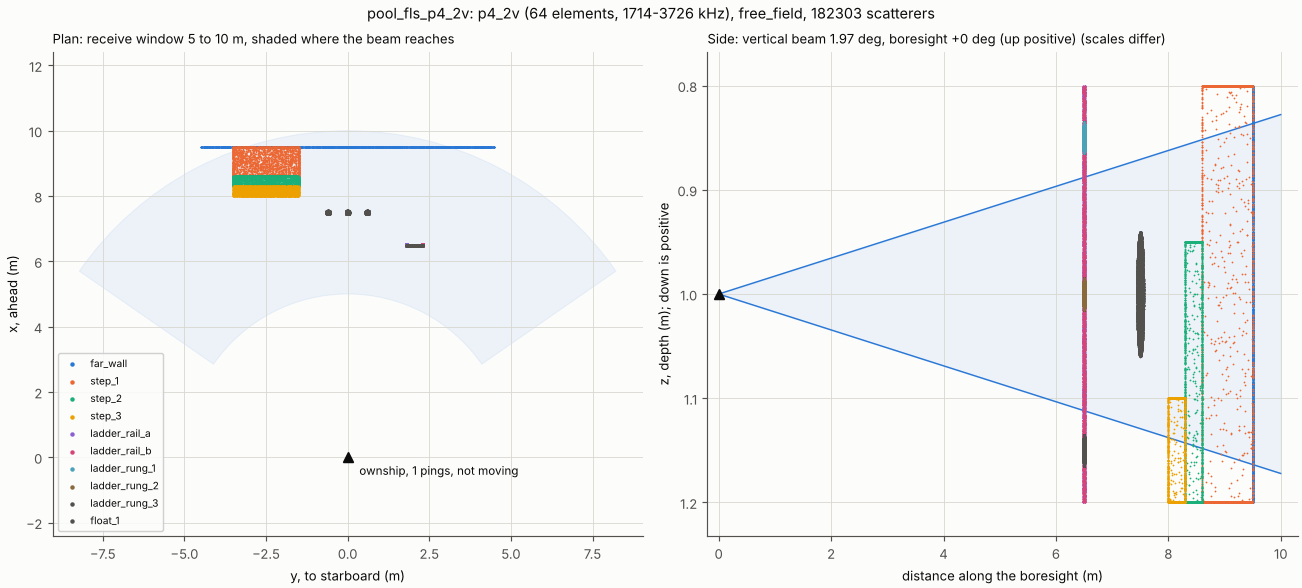 pool_fls_p4_2v: p4_2v (64 elements, 1714-3726 kHz), free_field, 182303 scatterers
Plan: receive window 5 to 10 m, shaded where the beam reaches
12
10
8
6
4
2
0
−2
x, ahead (m)
−7.5
−5.0
−2.5
0.0
2.5
5.0
7.5
y, to starboard (m)
far_wall
step_1
step_2
step_3
ladder_rail_a
ladder_rail_b
ladder_rung_1
ladder_rung_2
ladder_rung_3
float_1
ownship, 1 pings, not moving
Side: vertical beam 1.97 deg, boresight +0 deg (up positive) (scales differ)
0.8
0.9
1.0
1.1
1.2
z, depth (m); down is positive
0
2
4
6
8
10
distance along the boresight (m)